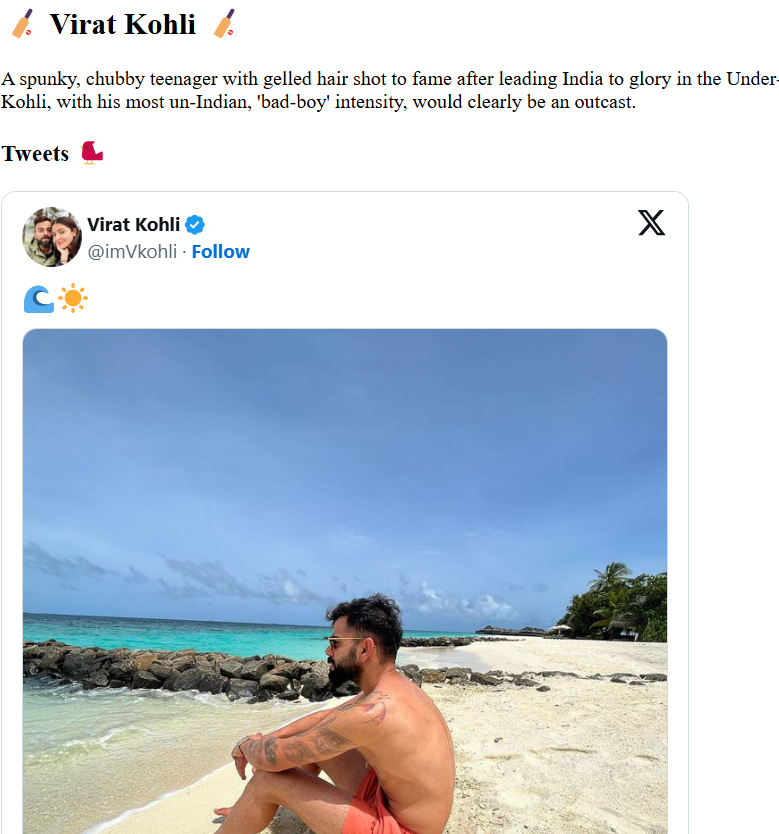 🏏 Virat Kohli 🏏
A spunky, chubby teenager with gelled hair shot to fame after leading India to glory in the Under-
Kohli, with his most un-Indian, 'bad-boy' intensity, would clearly be an outcast.
Tweets
Virat Kohli
@imVkohli · Follow
🌊☀️